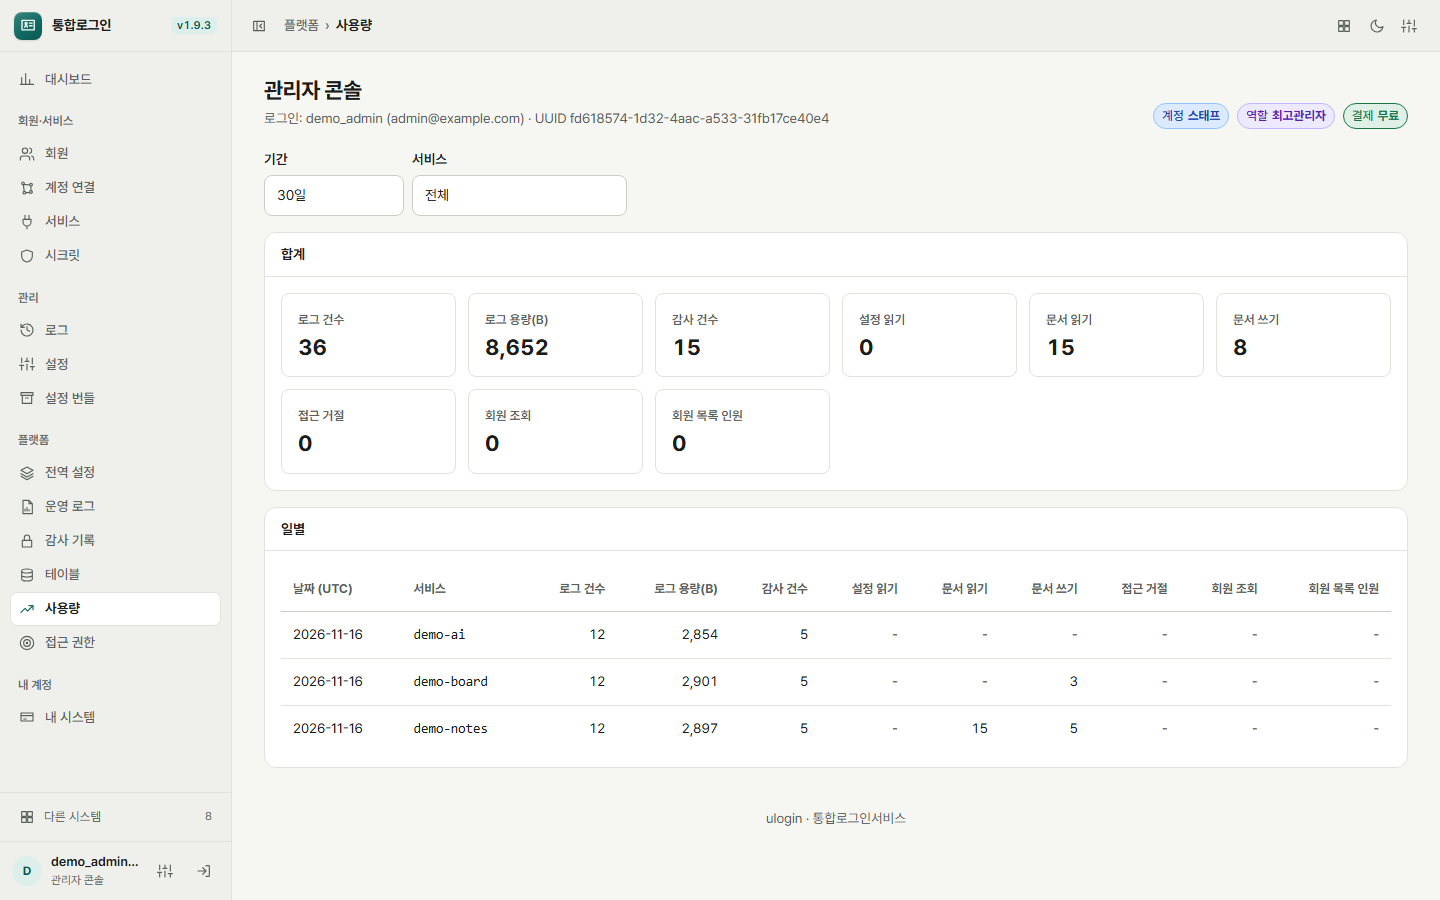 통합로그인
v1.9.3
플랫폼 › 사용량
대시보드
회원·서비스
회원
계정 연결
서비스
시크릿
관리
로그
설정
설정 번들
플랫폼
전역 설정
운영 로그
감사 기록
테이블
사용량
접근 권한
내 계정
내 시스템
다른 시스템 8
D
demo_admin...
관리자 콘솔
관리자 콘솔
로그인: demo_admin (admin@example.com) · UUID fd618574-1d32-4aac-a533-31fb17ce40e4
계정 스태프
역할 최고관리자
결제 무료
기간 서비스
30일 전체
합계
로그 건수 로그 용량(B) 감사 건수 설정 읽기 문서 읽기 문서 쓰기
36 8,652 15 0 15 8
접근 거절 회원 조회 회원 목록 인원
0 0 0
일별
날짜 (UTC) 서비스 로그 건수 로그 용량(B) 감사 건수 설정 읽기 문서 읽기 문서 쓰기 접근 거절 회원 조회 회원 목록 인원
2026-11-16 demo-ai 12 2,854 5 - - - - - -
2026-11-16 demo-board 12 2,901 5 - - 3 - - -
2026-11-16 demo-notes 12 2,897 5 - 15 5 - - -
ulogin · 통합로그인서비스